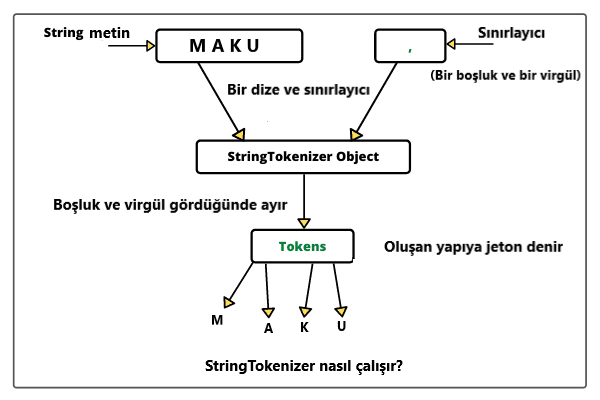 String metin
M A K U
,
Sınırlayıcı
(Bir boşluk ve bir virgül)
Bir dize ve sınırlayıcı
StringTokenizer Object
Boşluk ve virgül gördüğünde ayır
Tokens
Oluşan yapıya jeton denir
M
A
K
U
StringTokenizer nasıl çalışır?